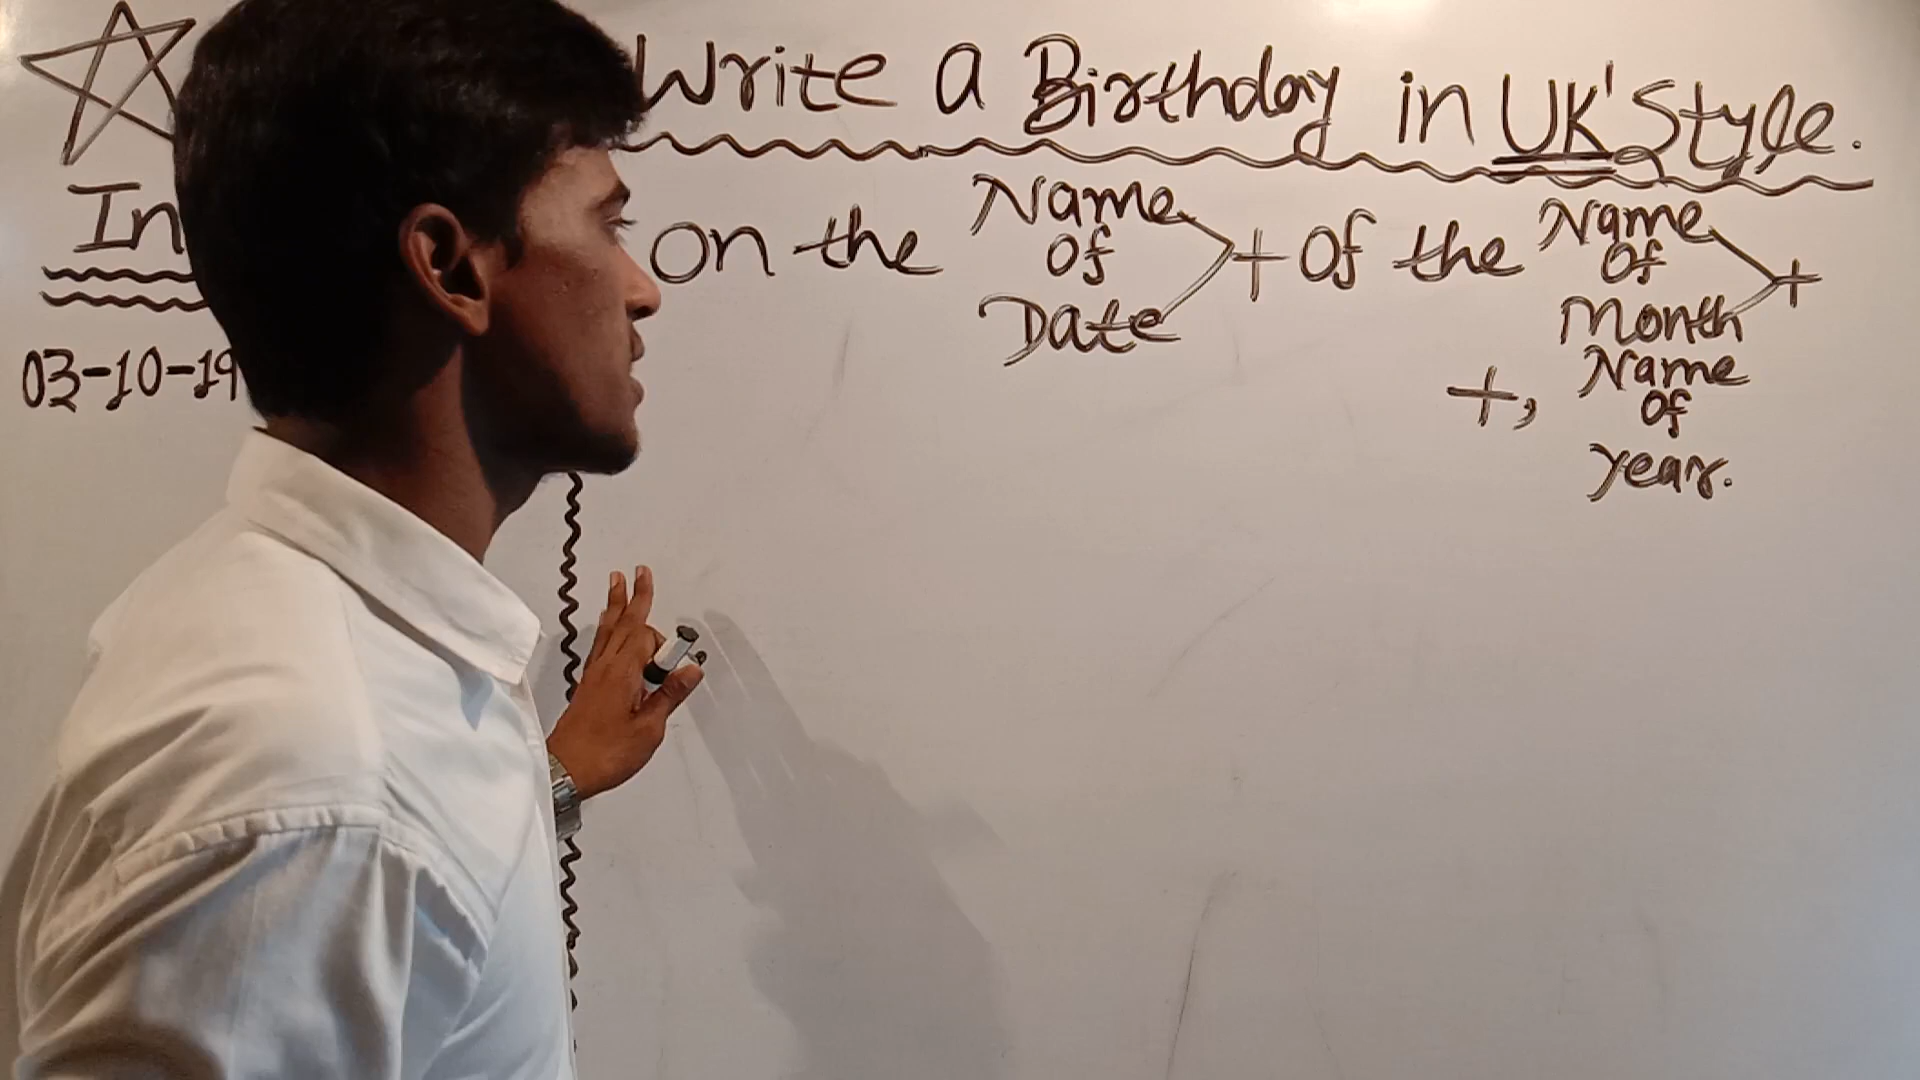 Write a Birthday in UK' Style.
In
on the Name Of Date + Of the Name Of Month +
03-10-19
+, Name Of year.